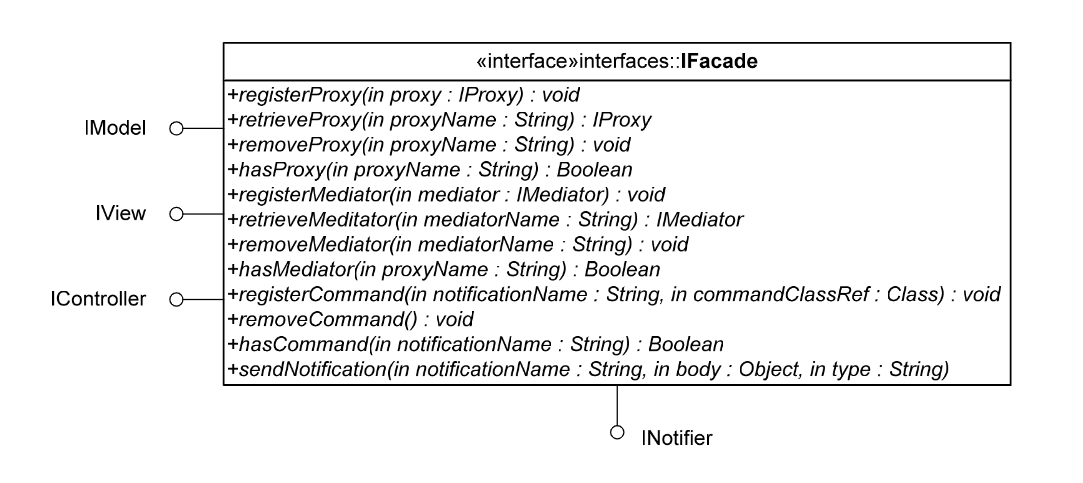 «interface»interfaces::IFacade
+registerProxy(in proxy : IProxy) : void
IModel
+retrieveProxy(in proxyName : String) : IProxy
+removeProxy(in proxyName : String) : void
+hasProxy(in proxyName : String) : Boolean
+registerMediator(in mediator : IMediator) : void
IView
+retrieveMeditator(in mediatorName : String) : IMediator
+removeMediator(in mediatorName : String) : void
+hasMediator(in proxyName : String) : Boolean
IController
+registerCommand(in notificationName : String, in commandClassRef : Class) : void
+removeCommand() : void
+hasCommand(in notificationName : String) : Boolean
+sendNotification(in notificationName : String, in body : Object, in type : String)
INotifier